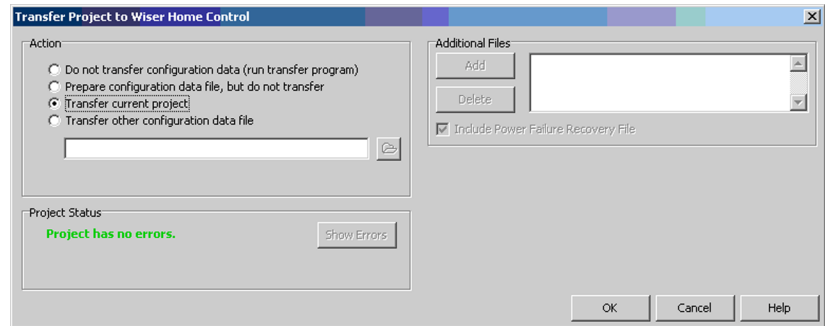 Transfer Project to Wiser Home Control
Action
Do not transfer configuration data (run transfer program)
Prepare configuration data file, but do not transfer
Transfer current project
Transfer other configuration data file
Project Status
Project has no errors.
Show Errors
Additional Files
Add
Delete
Include Power Failure Recovery File
OK
Cancel
Help